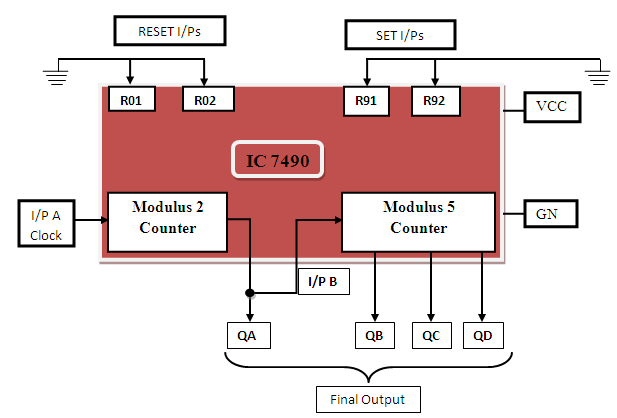 RESET I/Ps
SET I/Ps
R01
R02
R91
R92
VCC
IC 7490
I/P A
Clock
Modulus 2
Counter
Modulus 5
Counter
GN
I/P B
QA
QB
QC
QD
Final Output